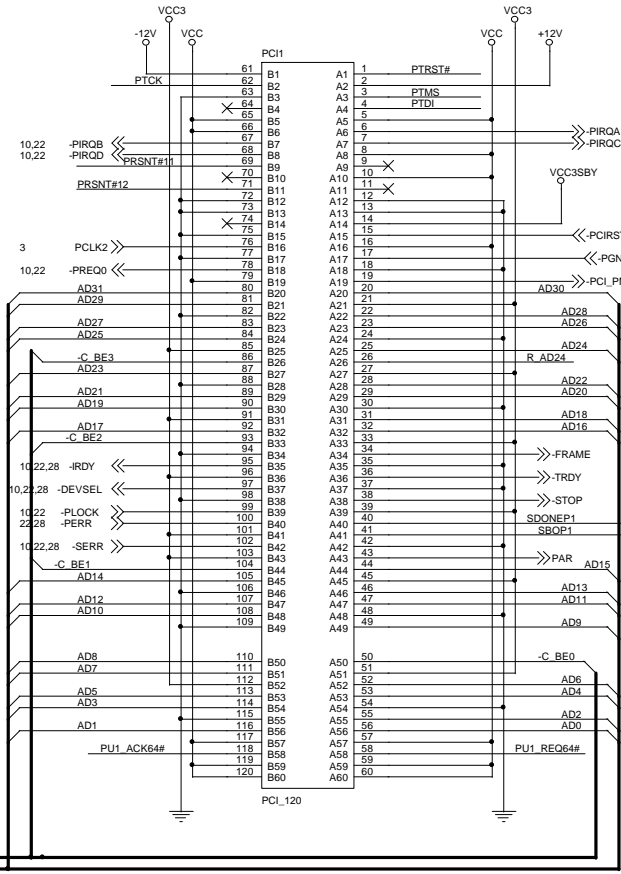 VCC3 VCC3
-12V VCC VCC +12V
PCI1
61 B1 A1 1 PTRST#
PTCK 62 B2 A2 2
63 B3 A3 3 PTMS
64 B4 A4 4 PTDI
65 B5 A5 5
66 B6 A6 6 -PIRQA
10,22 -PIRQB 67 B7 A7 7 -PIRQC
10,22 -PIRQD 68 B8 A8 8
PRSNT#11 69 B9 A9 9
70 B10 A10 10 VCC3SBY
PRSNT#12 71 B11 A11 11
72 B12 A12 12
73 B13 A13 13
74 B14 A14 14
75 B15 A15 15 -PCIRS
3 PCLK2 76 B16 A16 16
77 B17 A17 17 -PGN
10,22 -PREQ0 78 B18 A18 18
79 B19 A19 19 -PCI_P
AD31 80 B20 A20 20 AD30
AD29 81 B21 A21 21
82 B22 A22 22 AD28
AD27 83 B23 A23 23 AD26
AD25 84 B24 A24 24
85 B25 A25 25 AD24
-C_BE3 86 B26 A26 26 R_AD24
AD23 87 B27 A27 27
88 B28 A28 28 AD22
AD21 89 B29 A29 29 AD20
AD19 90 B30 A30 30
91 B31 A31 31 AD18
AD17 92 B32 A32 32 AD16
-C_BE2 93 B33 A33 33
94 B34 A34 34 -FRAME
10,22,28 -IRDY 95 B35 A35 35
96 B36 A36 36 -TRDY
10,22,28 -DEVSEL 97 B37 A37 37
98 B38 A38 38 -STOP
10,22 -PLOCK 99 B39 A39 39
22,28 -PERR 100 B40 A40 40 SDONEP1
101 B41 A41 41 SBOP1
10,22,28 -SERR 102 B42 A42 42
103 B43 A43 43 PAR
-C_BE1 104 B44 A44 44 AD15
AD14 105 B45 A45 45
106 B46 A46 46 AD13
AD12 107 B47 A47 47 AD11
AD10 108 B48 A48 48
109 B49 A49 49 AD9
AD8 110 B50 A50 50 -C_BE0
AD7 111 B51 A51 51
112 B52 A52 52 AD6
AD5 113 B53 A53 53 AD4
AD3 114 B54 A54 54
115 B55 A55 55 AD2
AD1 116 B56 A56 56 AD0
117 B57 A57 57
PU1_ACK64# 118 B58 A58 58 PU1_REQ64#
119 B59 A59 59
120 B60 A60 60
PCI_120